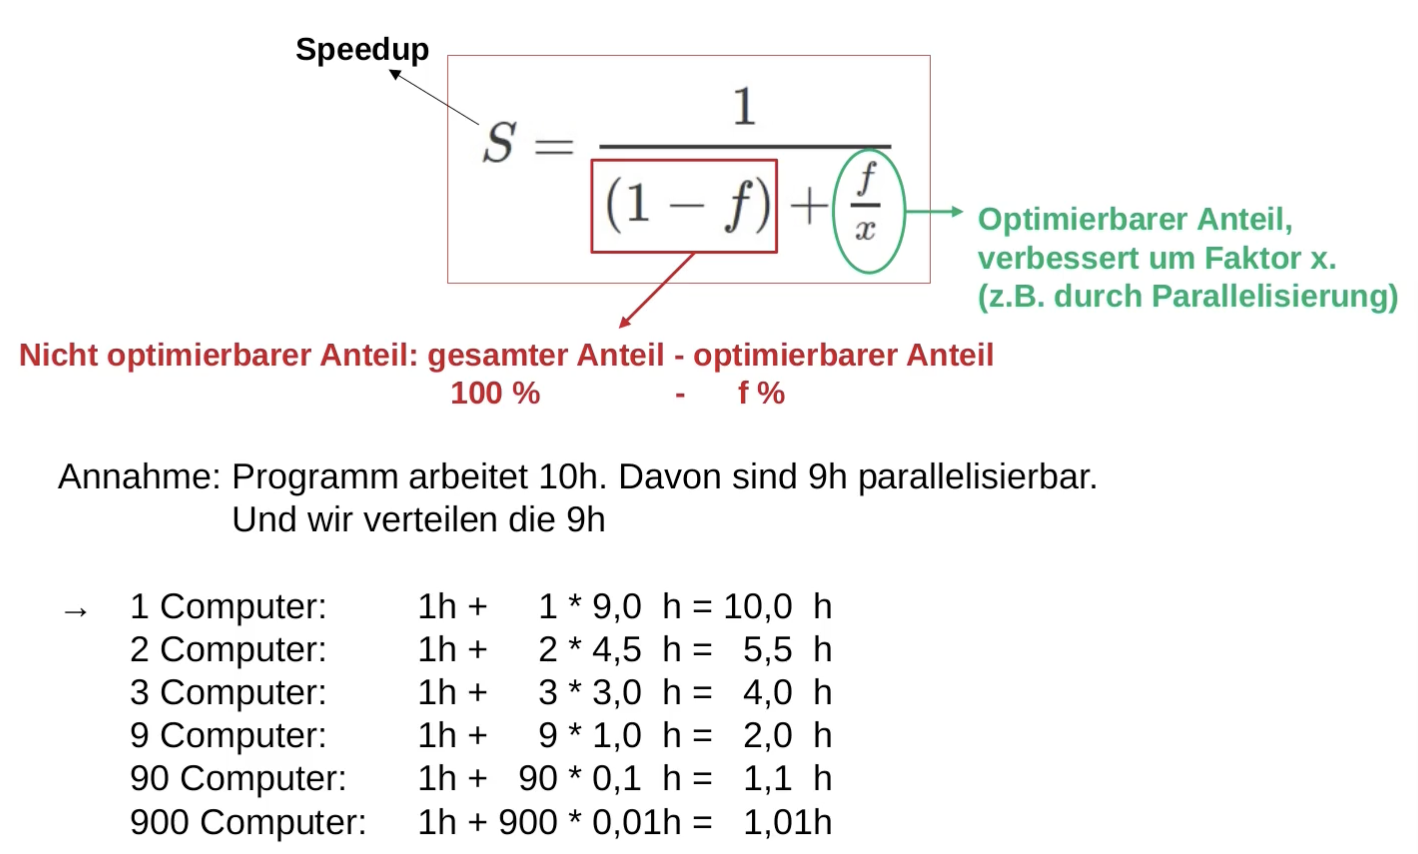 Speedup
S = 1 / ((1 − f) + f/x)
Optimierbarer Anteil,
verbessert um Faktor x.
(z.B. durch Parallelisierung)
Nicht optimierbarer Anteil: gesamter Anteil - optimierbarer Anteil
100 % - f %
Annahme: Programm arbeitet 10h. Davon sind 9h parallelisierbar.
Und wir verteilen die 9h
→ 1 Computer: 1h + 1 * 9,0 h = 10,0 h
2 Computer: 1h + 2 * 4,5 h = 5,5 h
3 Computer: 1h + 3 * 3,0 h = 4,0 h
9 Computer: 1h + 9 * 1,0 h = 2,0 h
90 Computer: 1h + 90 * 0,1 h = 1,1 h
900 Computer: 1h + 900 * 0,01h = 1,01h